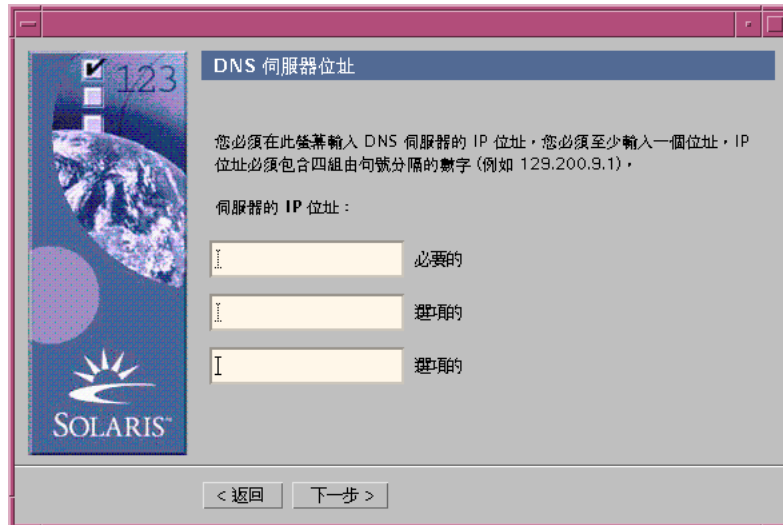 123
DNS 伺服器位址
您必須在此螢幕輸入 DNS 伺服器的 IP 位址，您必須至少輸入一個位址，IP
位址必須包含四組由句號分隔的數字 (例如 129.200.9.1)，
伺服器的 IP 位址：
必要的
選項的
選項的
SOLARIS™
< 返回
下一步 >